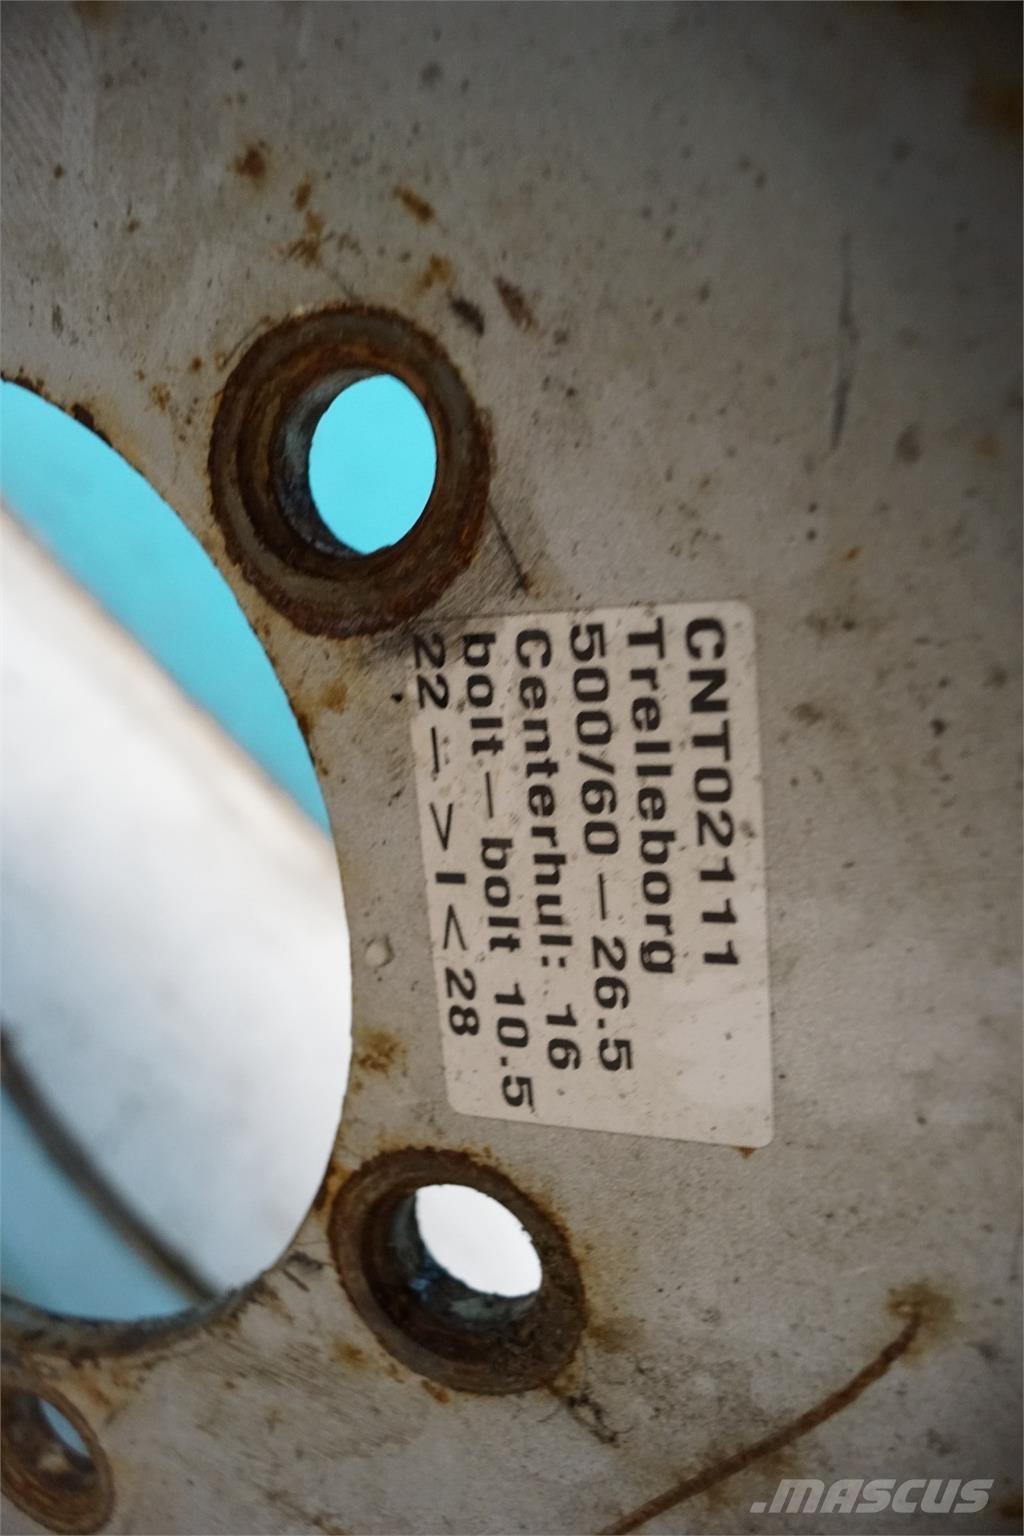 CNT02111
Trelleborg
500/60-26.5
Centerhul: 16
bolt-bolt 10.5
22->I<28
.MASCUS